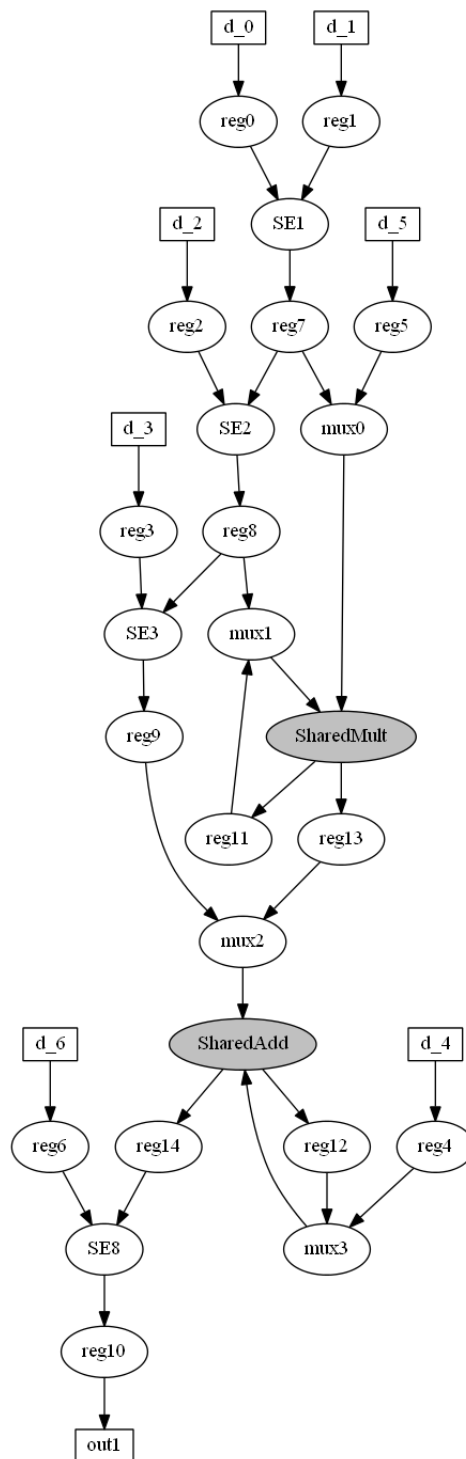 d_0
d_1
reg0
reg1
d_2
SE1
d_5
reg2
reg7
reg5
d_3
SE2
mux0
reg3
reg8
SE3
mux1
reg9
SharedMult
reg11
reg13
mux2
d_6
SharedAdd
d_4
reg6
reg14
reg12
reg4
SE8
mux3
reg10
out1